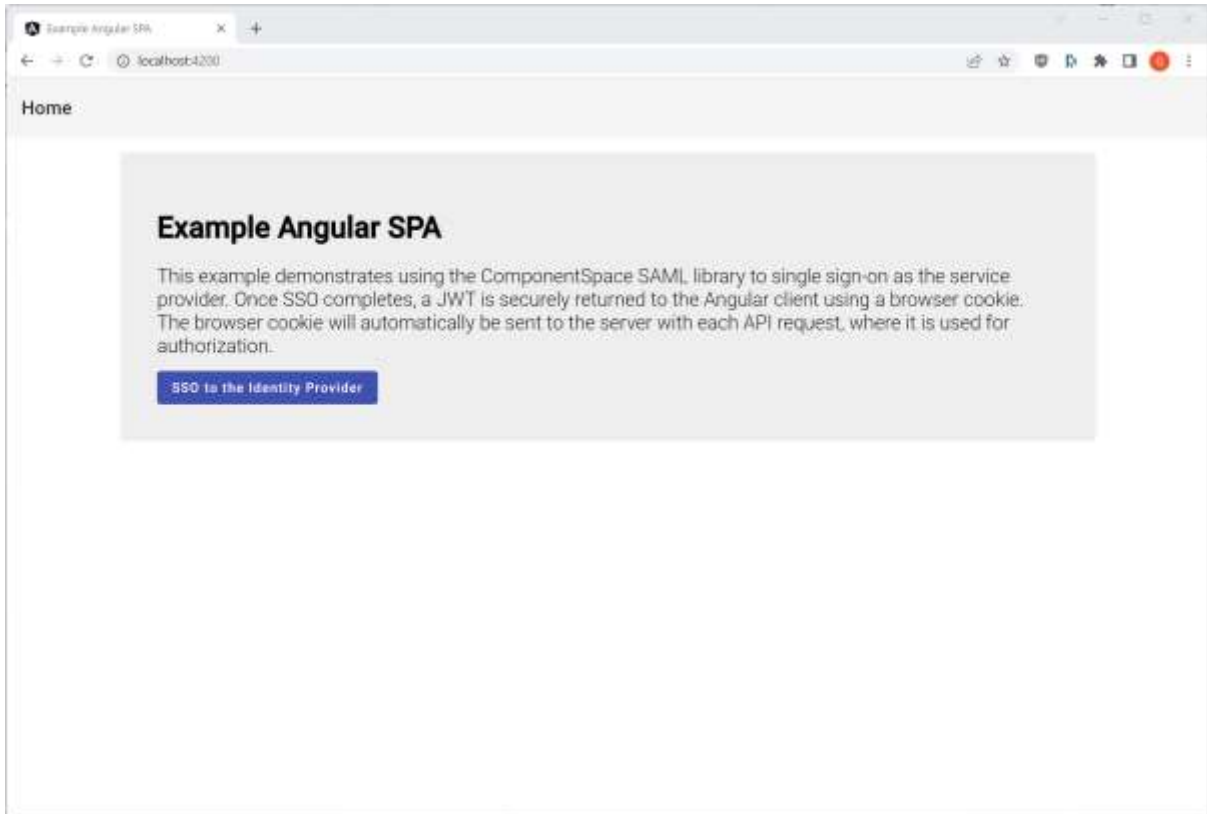 Example Angular SPA
localhost:4200
Home
Example Angular SPA
This example demonstrates using the ComponentSpace SAML library to single sign-on as the service
provider. Once SSO completes, a JWT is securely returned to the Angular client using a browser cookie.
The browser cookie will automatically be sent to the server with each API request, where it is used for
authorization.
SSO to the Identity Provider